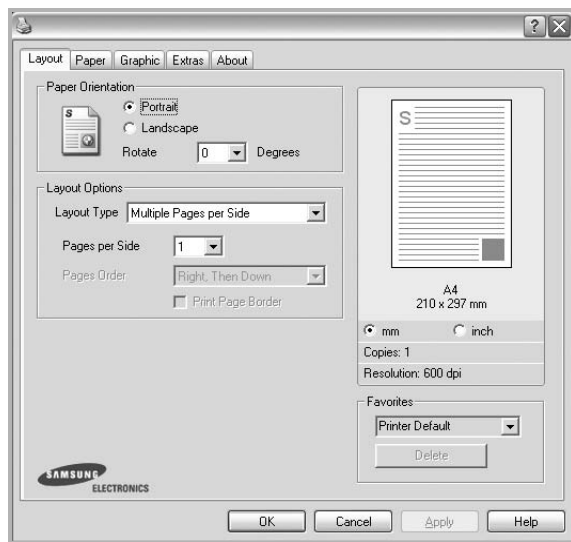 Layout Paper Graphic Extras About
Paper Orientation
S
Portrait
Landscape
Rotate 0 Degrees
Layout Options
Layout Type Multiple Pages per Side
Pages per Side 1
Pages Order Right, Then Down
Print Page Border
S
A4
210 x 297 mm
mm inch
Copies: 1
Resolution: 600 dpi
Favorites
Printer Default
Delete
SAMSUNG
ELECTRONICS
OK Cancel Apply Help